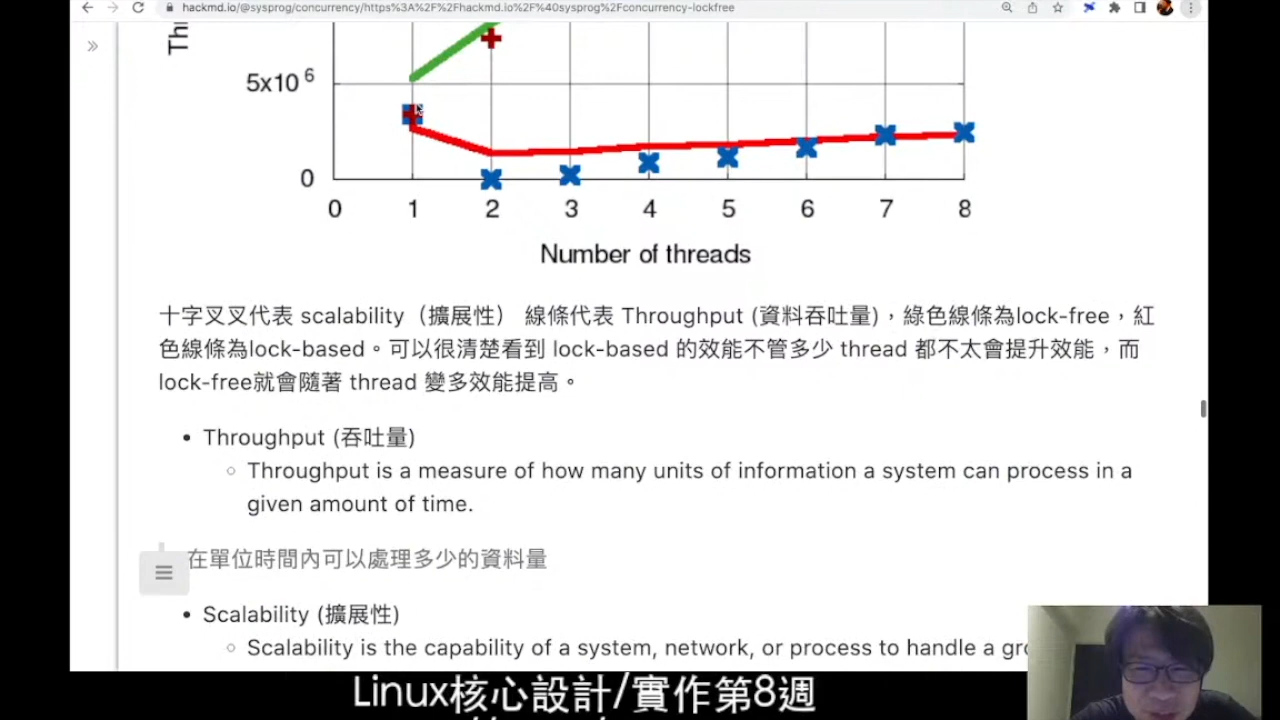 hackmd.io/@sysprog/concurrency/https%3A%2F%2Fhackmd.io%2F%40sysprog%2Fconcurrency-lockfree
Th
5x10 6
0
0 1 2 3 4 5 6 7 8
Number of threads
十字叉叉代表 scalability（擴展性） 線條代表 Throughput (資料吞吐量)，綠色線條為lock-free，紅
色線條為lock-based。可以很清楚看到 lock-based 的效能不管多少 thread 都不太會提升效能，而
lock-free就會隨著 thread 變多效能提高。
Throughput (吞吐量)
Throughput is a measure of how many units of information a system can process in a
given amount of time.
在單位時間內可以處理多少的資料量
Scalability (擴展性)
Scalability is the capability of a system, network, or process to handle a gro
Linux核心設計/實作第8週